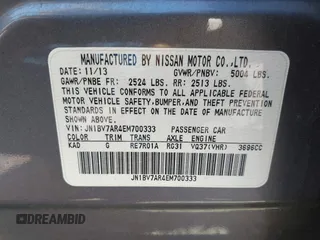 MANUFACTURED BY NISSAN MOTOR CO.,LTD.
DATE: 11/13 GVWR/PNBV: 5004 LBS.
GAWR/PNBE FR: 2524 LBS. RR: 2513 LBS.
THIS VEHICLE CONFORMS TO ALL APPLICABLE
FEDERAL MOTOR VEHICLE SAFETY,BUMPER,AND THEFT
PREVENTION STANDARDS IN EFFECT ON THE DATE OF
MANUFACTURE SHOWN ABOVE.
VIN: JN1BV7AR4EM700333 PASSENGER CAR
COLOR TRIM TRANS AXLE ENGINE
KAD G RE7R01A RG31 VQ37(VHR) 3696CC
JN1BV7AR4EM700333